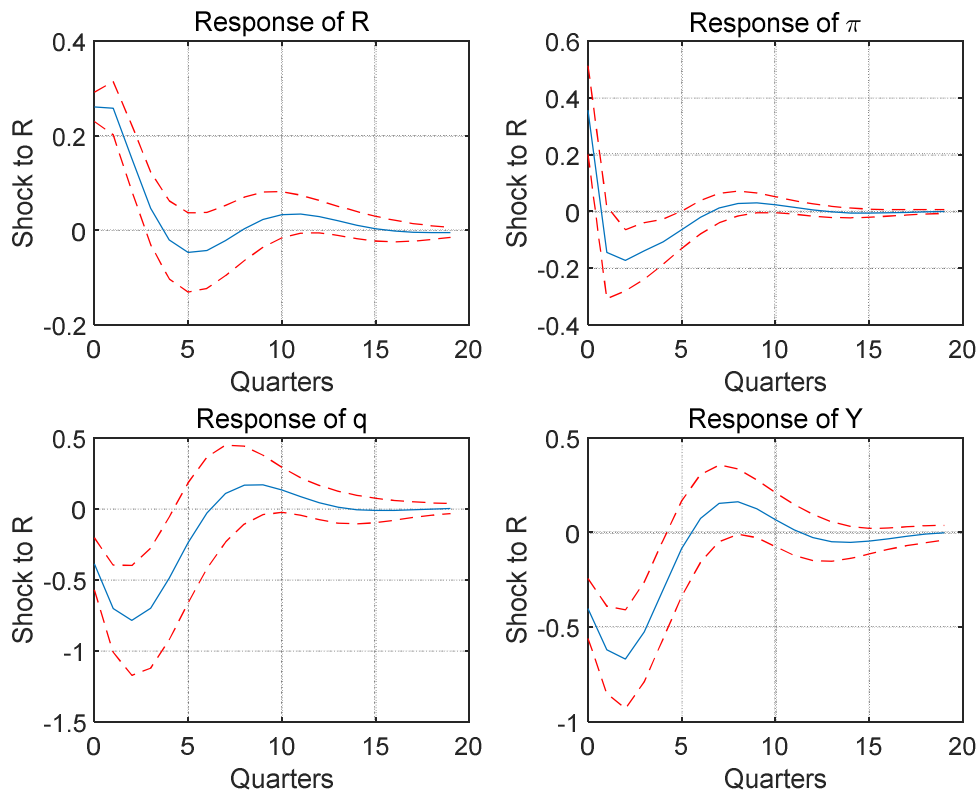 Response of R
0.4
0.2
0
-0.2
Shock to R
0 5 10 15 20
Quarters
Response of π
0.6
0.4
0.2
0
-0.2
-0.4
Shock to R
0 5 10 15 20
Quarters
Response of q
0.5
0
-0.5
-1
-1.5
Shock to R
0 5 10 15 20
Quarters
Response of Y
0.5
0
-0.5
-1
Shock to R
0 5 10 15 20
Quarters